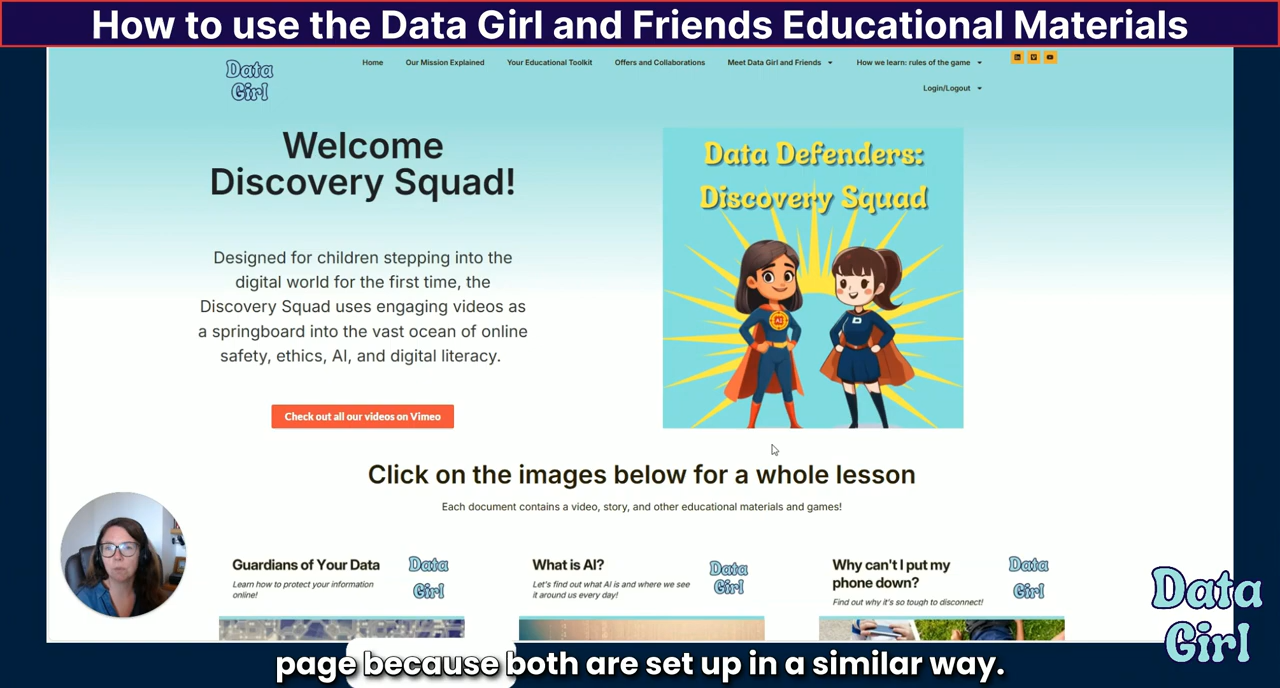 How to use the Data Girl and Friends Educational Materials
Data
Girl
Home
Our Mission Explained
Your Educational Toolkit
Offers and Collaborations
Meet Data Girl and Friends
How we learn: rules of the game
Login/Logout
Welcome
Discovery Squad!
Designed for children stepping into the
digital world for the first time, the
Discovery Squad uses engaging videos as
a springboard into the vast ocean of online
safety, ethics, AI, and digital literacy.
Check out all our videos on Vimeo
Data Defenders:
Discovery Squad
AI
D
Click on the images below for a whole lesson
Each document contains a video, story, and other educational materials and games!
Guardians of Your Data
Learn how to protect your information
online!
Data
Girl
What is AI?
Let's find out what AI is and where we see
it around us every day!
Data
Girl
Why can't I put my
phone down?
Find out why it's so tough to disconnect!
Data
Girl
Data
Girl
page because both are set up in a similar way.